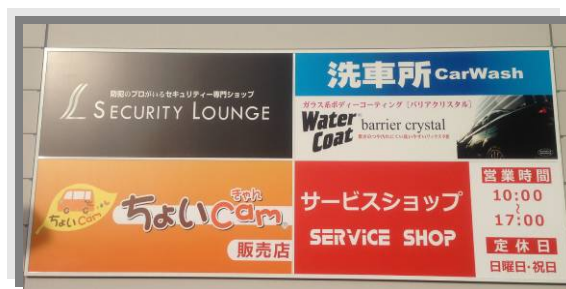 防犯のプロがいるセキュリティー専門ショップ
SECURITY LOUNGE
洗車所 CarWash
ガラス系ボディーコーティング [バリアクリスタル]
Water Coat barrier crystal
ちょいCam
ちょいCam
きゃん
販売店
サービスショップ
SERViCE SHOP
営業時間
10:00
~
17:00
定休日
日曜日・祝日